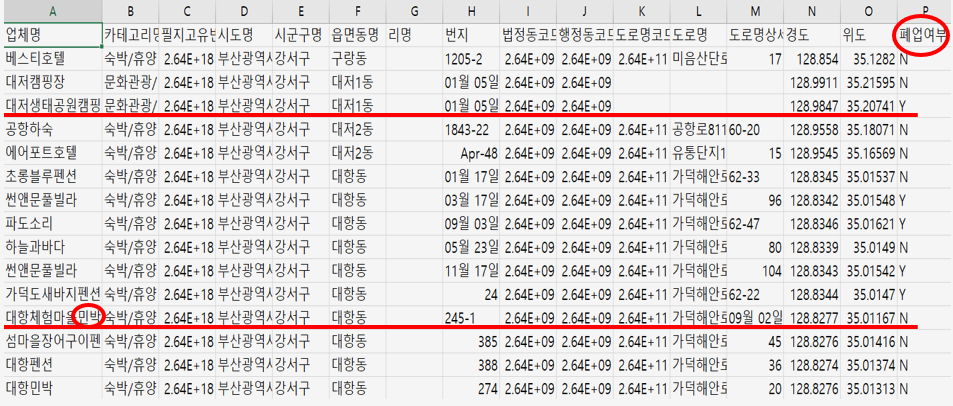 A B C D E F G H I J K L M N O P
업체명 카테고리명 필지고유번 시도명 시군구명 읍면동명 리명 번지 법정동코드 행정동코드 도로명코드 도로명 도로명상세 경도 위도 폐업여부
베스티호텔 숙박/휴양 2.64E+18 부산광역시 강서구 구랑동 1205-2 2.64E+09 2.64E+09 2.64E+11 미음산단로 17 128.854 35.1282 N
대저캠핑장 문화관광/ 2.64E+18 부산광역시 강서구 대저1동 01월 05일 2.64E+09 2.64E+09 128.9911 35.21595 N
대저생태공원캠핑 문화관광/ 2.64E+18 부산광역시 강서구 대저1동 01월 05일 2.64E+09 2.64E+09 128.9847 35.20741 Y
공항하숙 숙박/휴양 2.64E+18 부산광역시 강서구 대저2동 1843-22 2.64E+09 2.64E+09 2.64E+11 공항로811 60-20 128.9558 35.18071 N
에어포트호텔 숙박/휴양 2.64E+18 부산광역시 강서구 대저2동 Apr-48 2.64E+09 2.64E+09 2.64E+11 유통단지1 15 128.9545 35.16569 N
초롱블루펜션 숙박/휴양 2.64E+18 부산광역시 강서구 대항동 01월 17일 2.64E+09 2.64E+09 2.64E+11 가덕해안로 62-33 128.8345 35.01537 N
썬앤문풀빌라 숙박/휴양 2.64E+18 부산광역시 강서구 대항동 03월 17일 2.64E+09 2.64E+09 2.64E+11 가덕해안로 96 128.8342 35.01548 Y
파도소리 숙박/휴양 2.64E+18 부산광역시 강서구 대항동 09월 03일 2.64E+09 2.64E+09 2.64E+11 가덕해안로 62-47 128.8346 35.01621 Y
하늘과바다 숙박/휴양 2.64E+18 부산광역시 강서구 대항동 05월 23일 2.64E+09 2.64E+09 2.64E+11 가덕해안로 80 128.8339 35.0149 N
썬앤문풀빌라 숙박/휴양 2.64E+18 부산광역시 강서구 대항동 11월 17일 2.64E+09 2.64E+09 2.64E+11 가덕해안로 104 128.8343 35.01542 Y
가덕도새바지펜션 숙박/휴양 2.64E+18 부산광역시 강서구 대항동 24 2.64E+09 2.64E+09 2.64E+11 가덕해안로 62-22 128.8344 35.0147 Y
대항체험마을민박 숙박/휴양 2.64E+18 부산광역시 강서구 대항동 245-1 2.64E+09 2.64E+09 2.64E+11 가덕해안로 09월 02일 128.8277 35.01167 N
섬마을장어구이펜 숙박/휴양 2.64E+18 부산광역시 강서구 대항동 385 2.64E+09 2.64E+09 2.64E+11 가덕해안로 45 128.8276 35.01416 N
대항펜션 숙박/휴양 2.64E+18 부산광역시 강서구 대항동 388 2.64E+09 2.64E+09 2.64E+11 가덕해안로 36 128.8274 35.01374 N
대항민박 숙박/휴양 2.64E+18 부산광역시 강서구 대항동 274 2.64E+09 2.64E+09 2.64E+11 가덕해안로 20 128.8276 35.01313 N